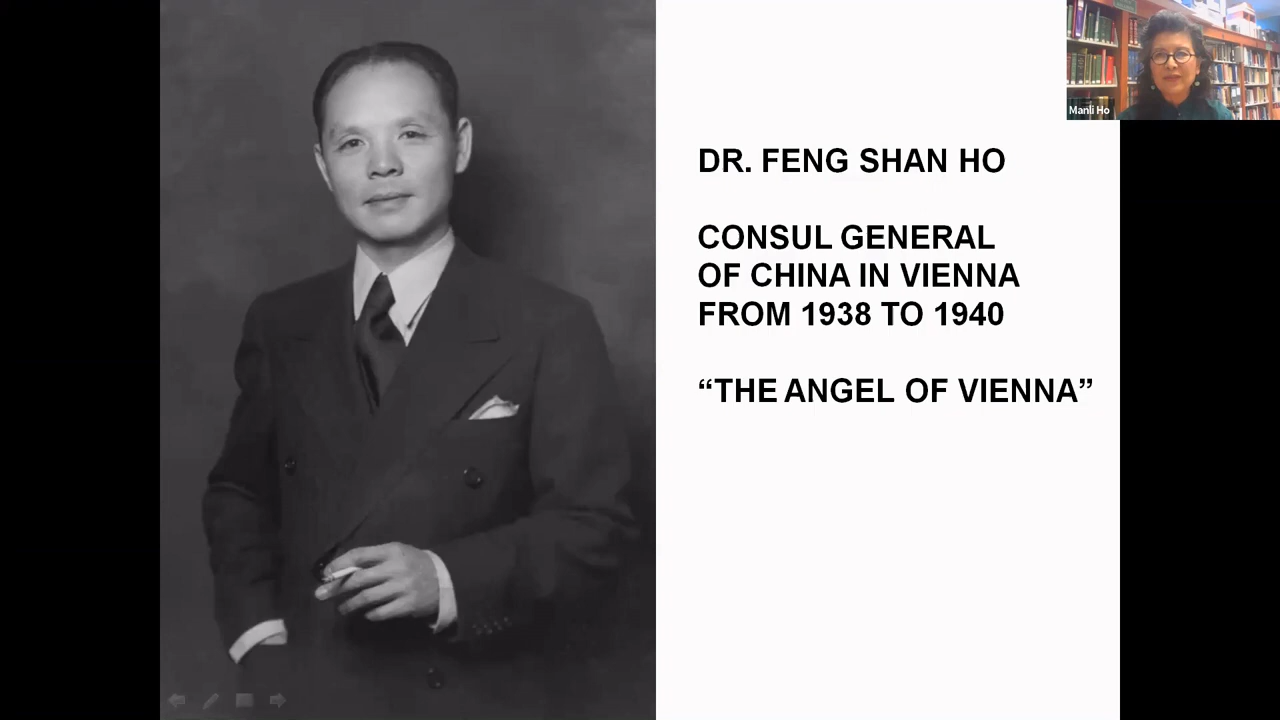 Manli Ho
DR. FENG SHAN HO
CONSUL GENERAL
OF CHINA IN VIENNA
FROM 1938 TO 1940
“THE ANGEL OF VIENNA”